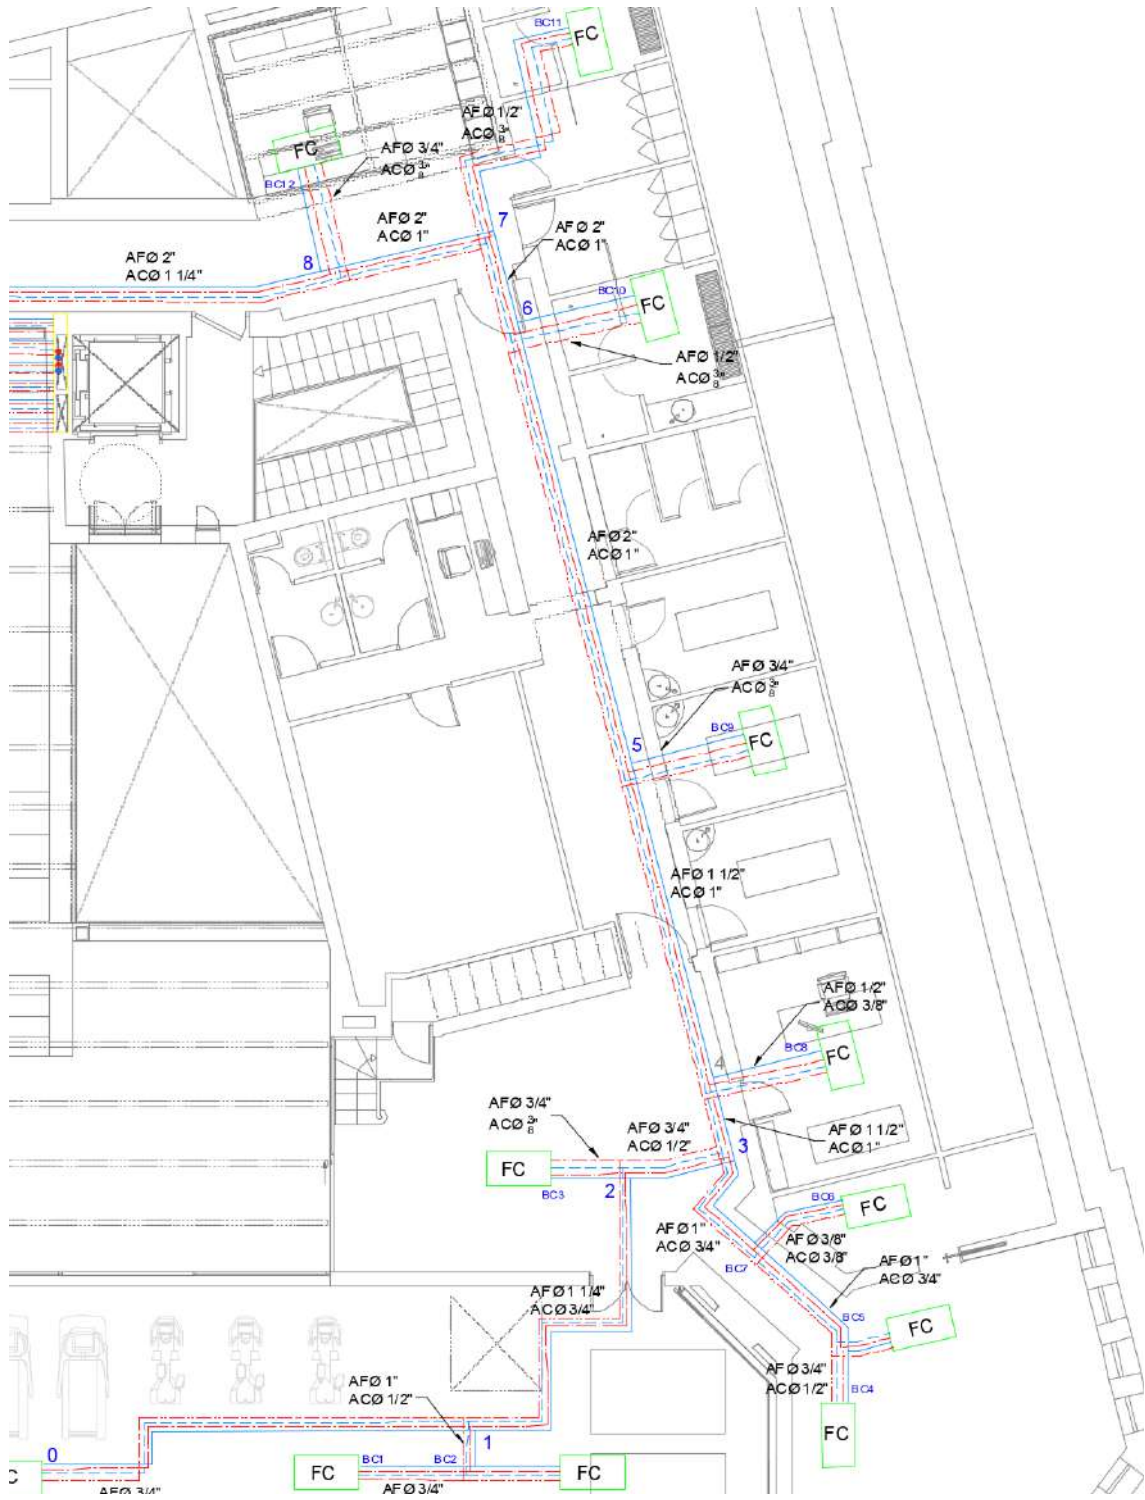 BC11
FC
AFØ 1/2"
ACØ 3/8"
FC
AFØ 3/4"
ACØ 3/8"
BC12
AFØ 2"
ACØ 1"
7
AFØ 2"
ACØ 1"
AFØ 2"
ACØ 1 1/4"
8
BC10
FC
6
AFØ 1/2"
ACØ 3/8"
AFØ 2"
ACØ 1"
AFØ 3/4"
ACØ 3/8"
BC9
FC
5
AFØ 1 1/2"
ACØ 1"
AFØ 1/2"
ACØ 3/8"
BC8
FC
4
AFØ 3/4"
ACØ 3/8"
AFØ 3/4"
ACØ 1/2"
AFØ 1 1/2"
ACØ 1"
3
FC
BC3
2
BC6
FC
AFØ 1"
ACØ 3/4"
AFØ 3/8"
ACØ 3/8"
BC7
AFØ 1"
ACØ 3/4"
AFØ 1 1/4"
ACØ 3/4"
BC5
FC
AFØ 3/4"
ACØ 1/2"
BC4
AFØ 1"
ACØ 1/2"
FC
0
1
FC
BC1
BC2
FC
AFØ 3/4"
AFØ 3/4"